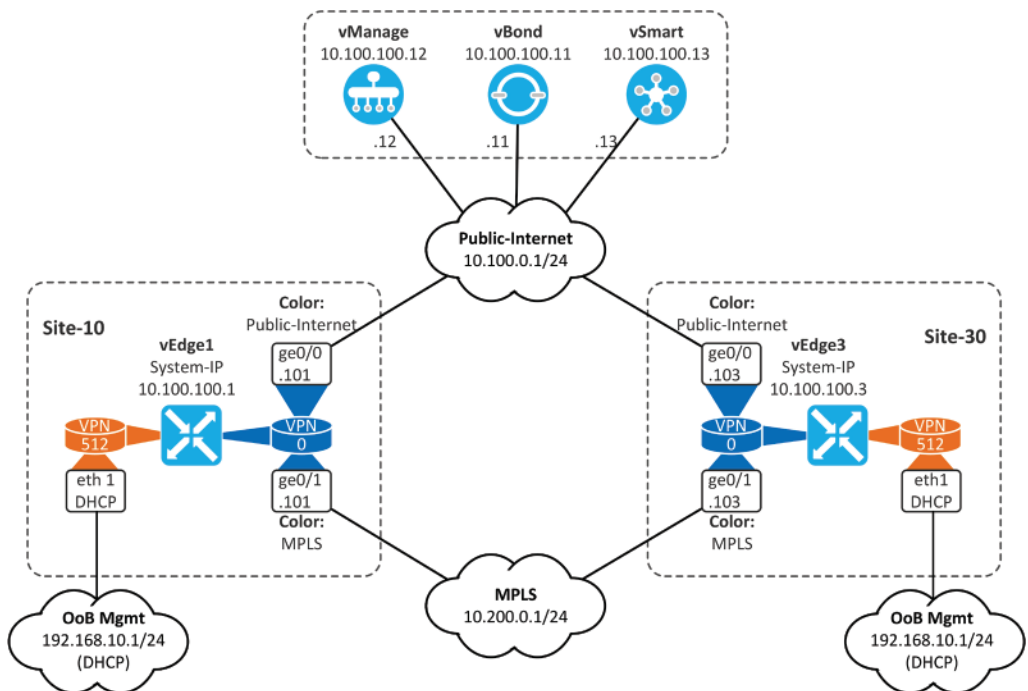 vManage
10.100.100.12
vBond
10.100.100.11
vSmart
10.100.100.13
.12
.11
.13
Public-Internet
10.100.0.1/24
Site-10
Color:
Public-Internet
vEdge1
System-IP
10.100.100.1
ge0/0
.101
VPN
512
VPN
0
eth 1
DHCP
ge0/1
.101
Color:
MPLS
OoB Mgmt
192.168.10.1/24
(DHCP)
MPLS
10.200.0.1/24
Color:
Public-Internet
Site-30
vEdge3
System-IP
10.100.100.3
ge0/0
.103
VPN
0
VPN
512
ge0/1
.103
eth1
DHCP
Color:
MPLS
OoB Mgmt
192.168.10.1/24
(DHCP)